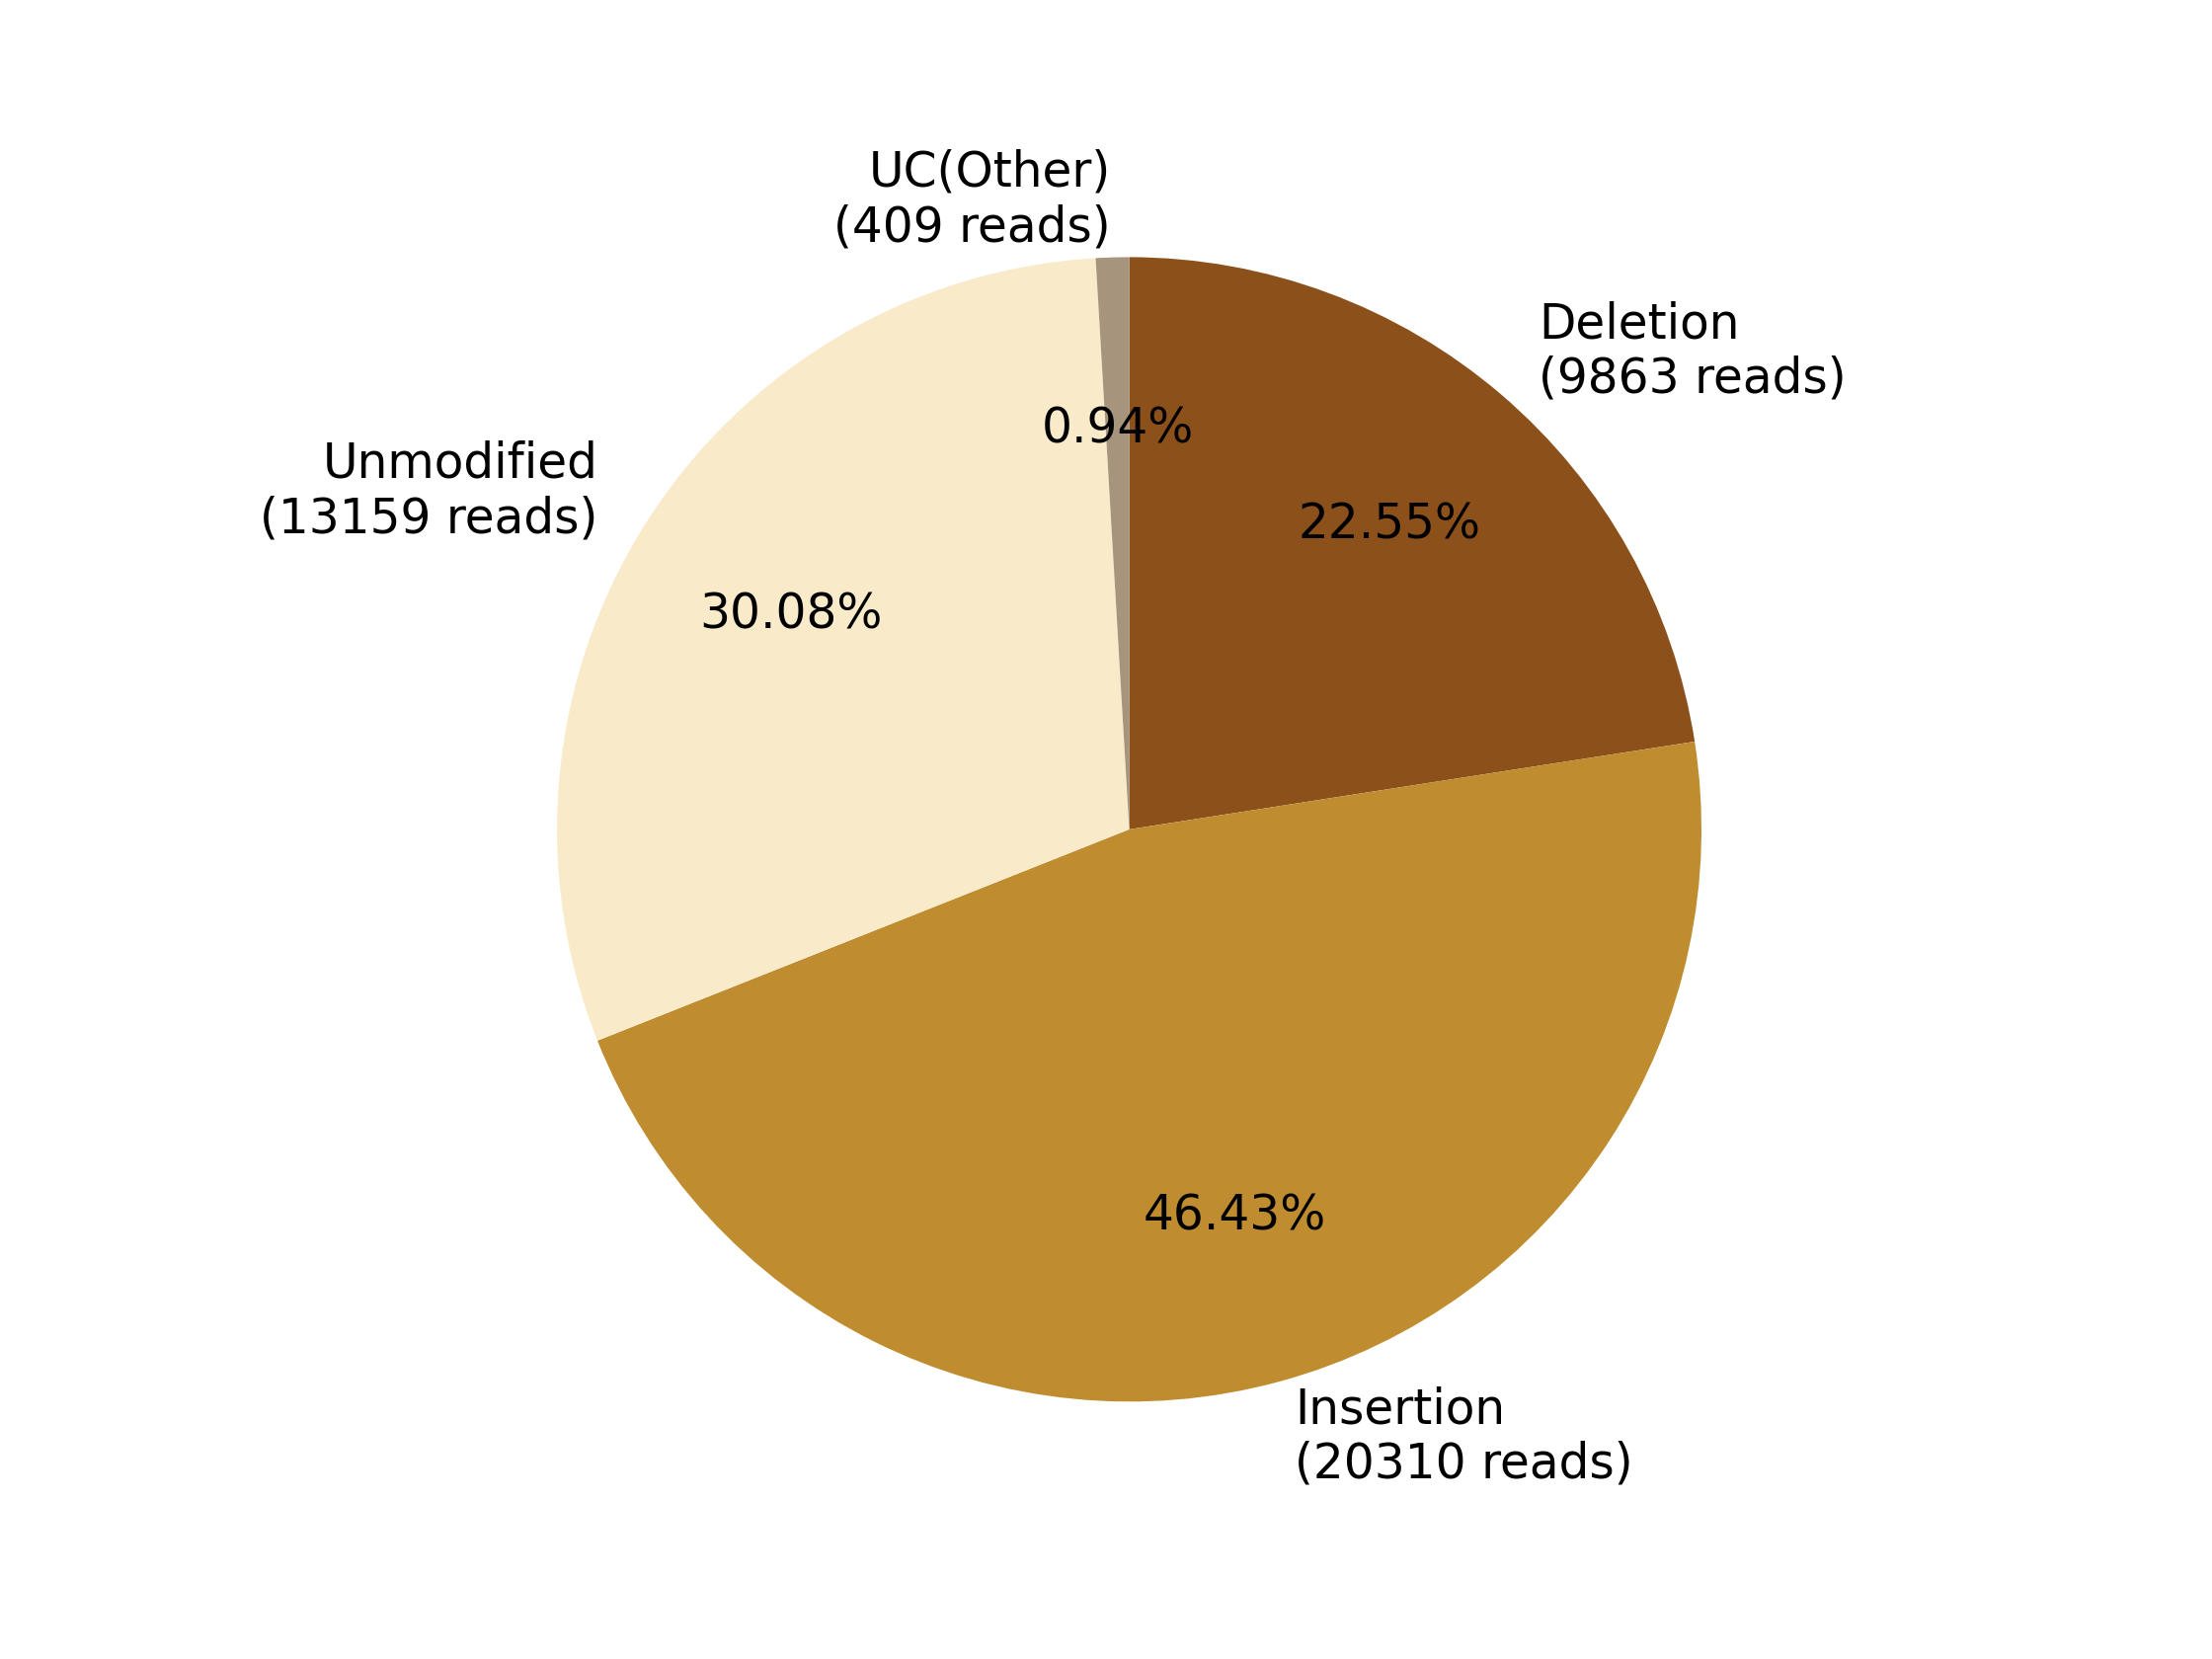 UC(Other)
(409 reads)
Deletion
(9863 reads)
0.94%
22.55%
Unmodified
(13159 reads)
30.08%
46.43%
Insertion
(20310 reads)